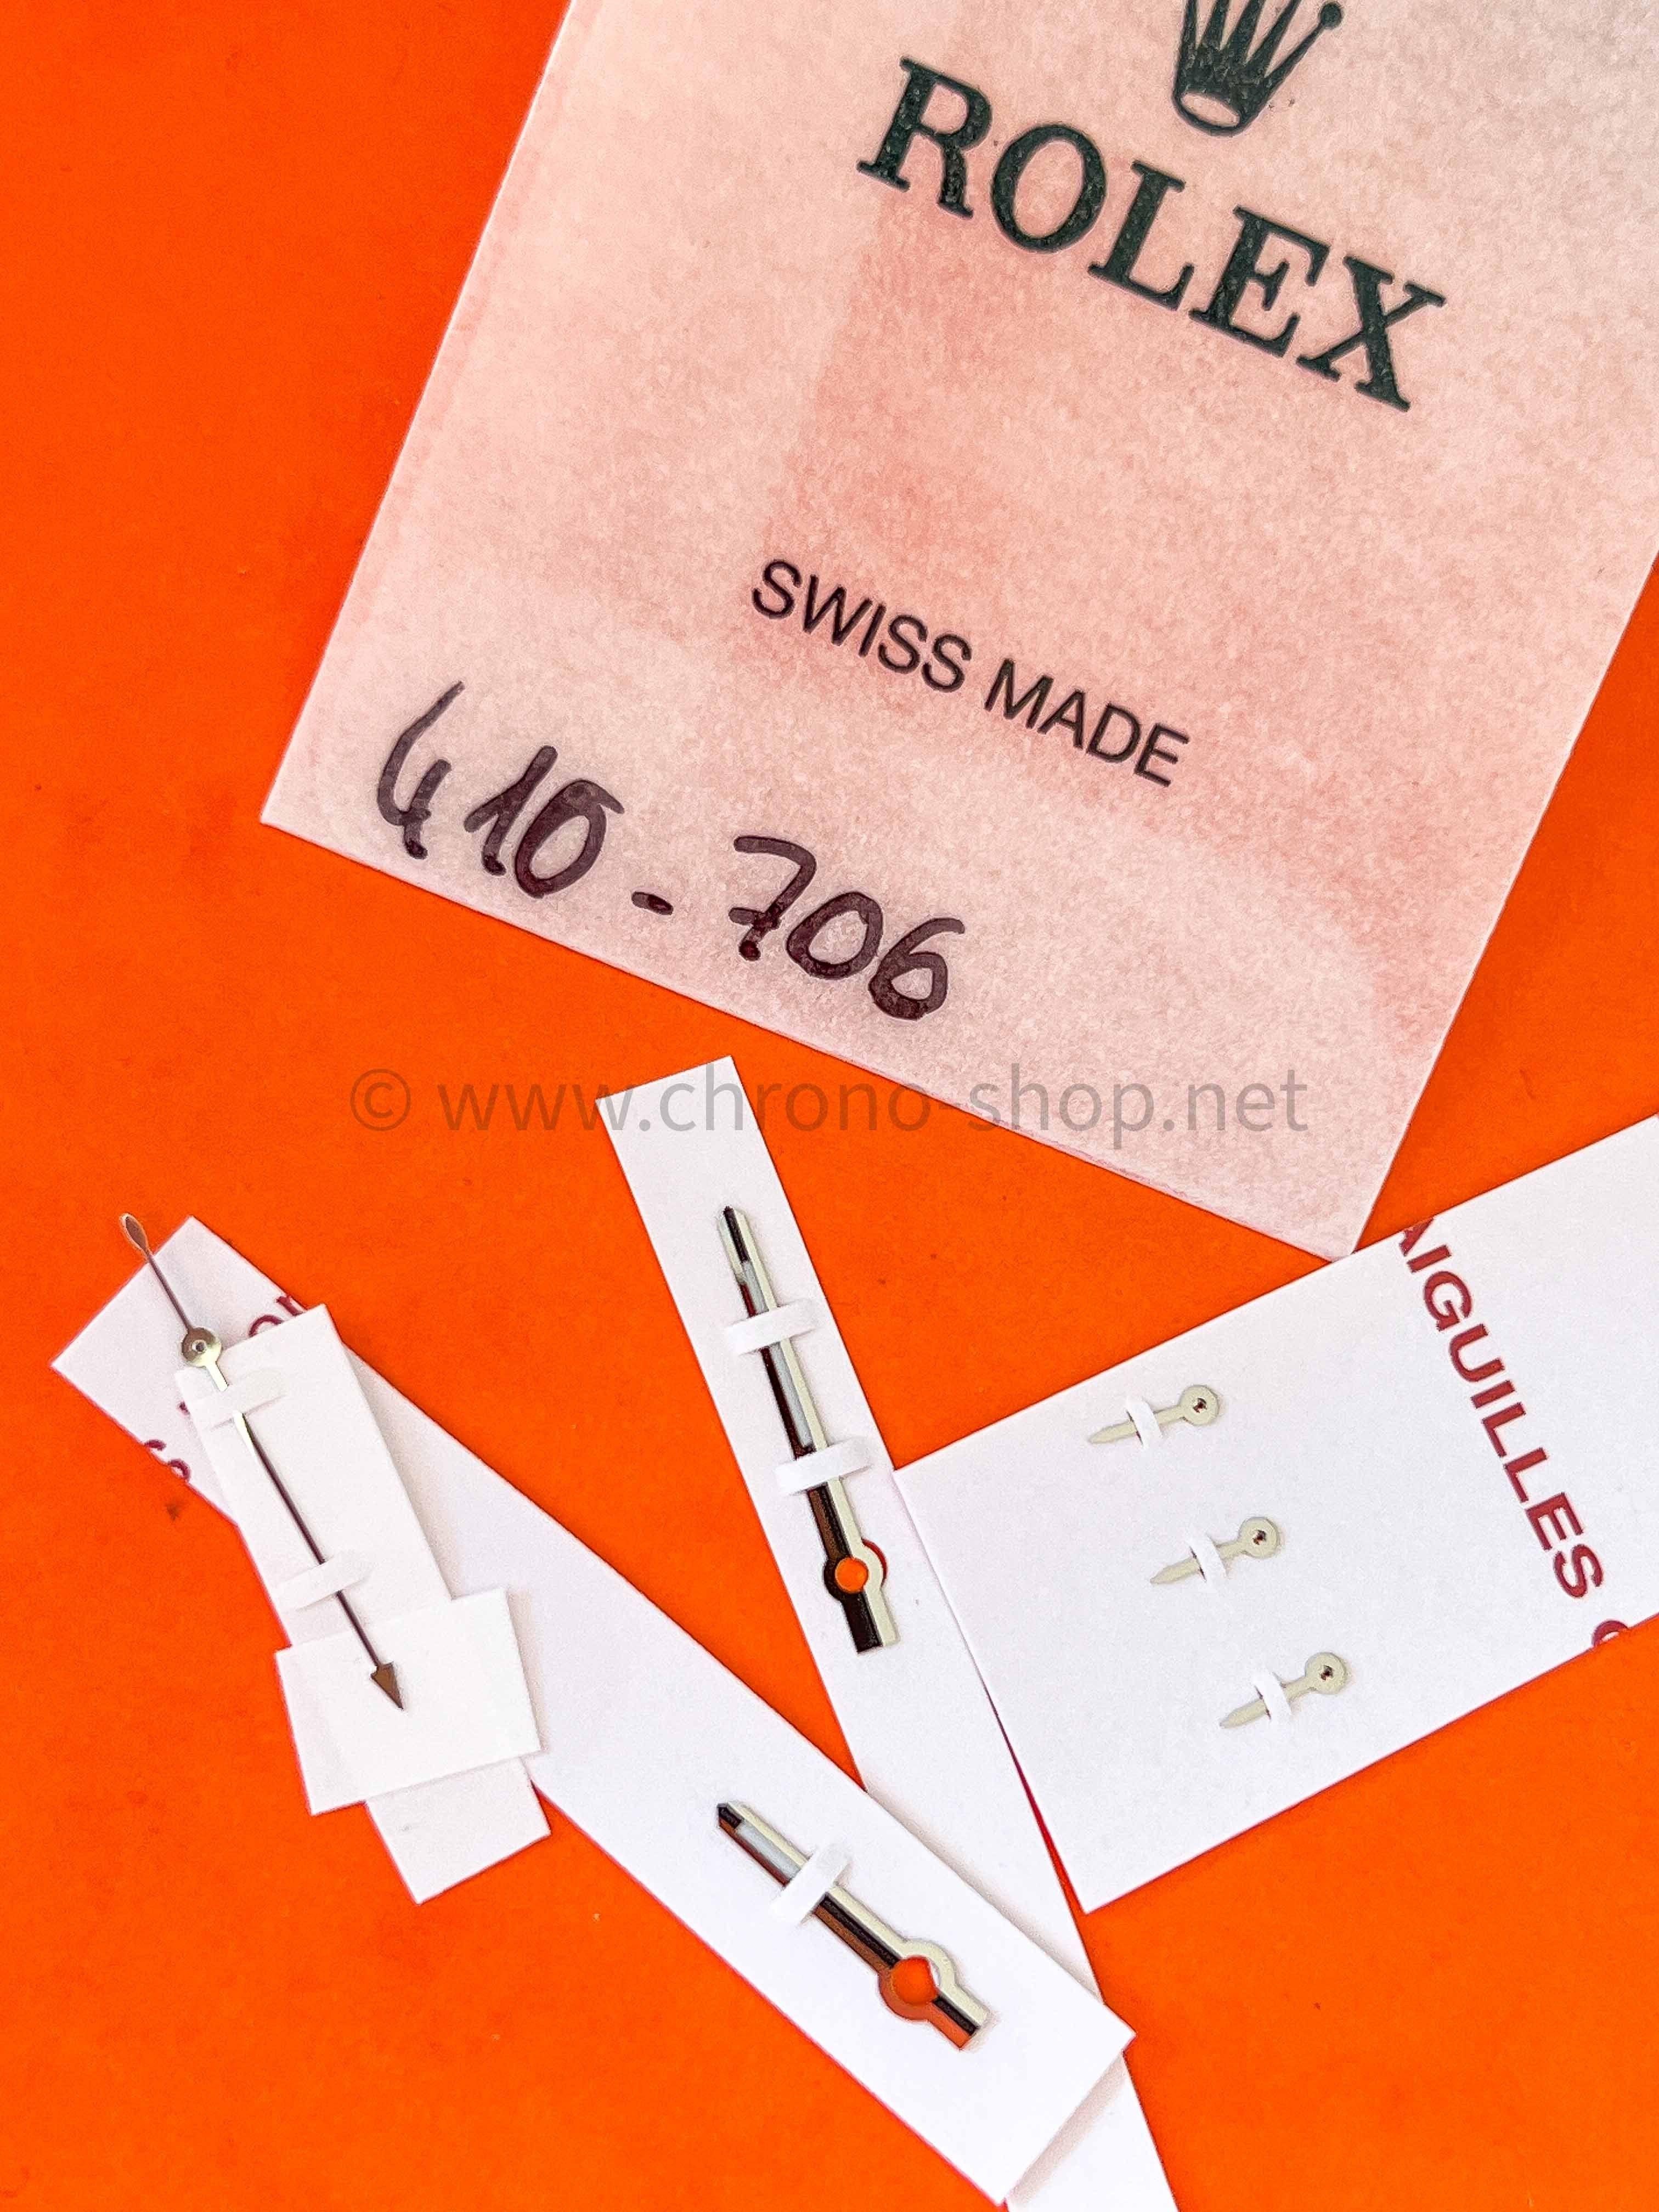 ROLEX
SWISS MADE
410-706
© www.chrono-shop.net
AIGUILLES